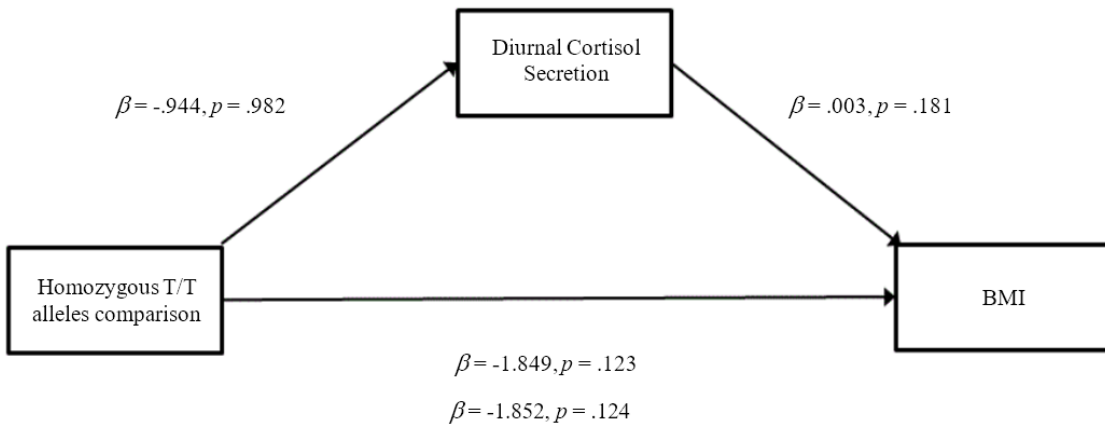 Diurnal Cortisol
Secretion
β = -.944, p = .982
β = .003, p = .181
Homozygous T/T
alleles comparison
BMI
β = -1.849, p = .123
β = -1.852, p = .124